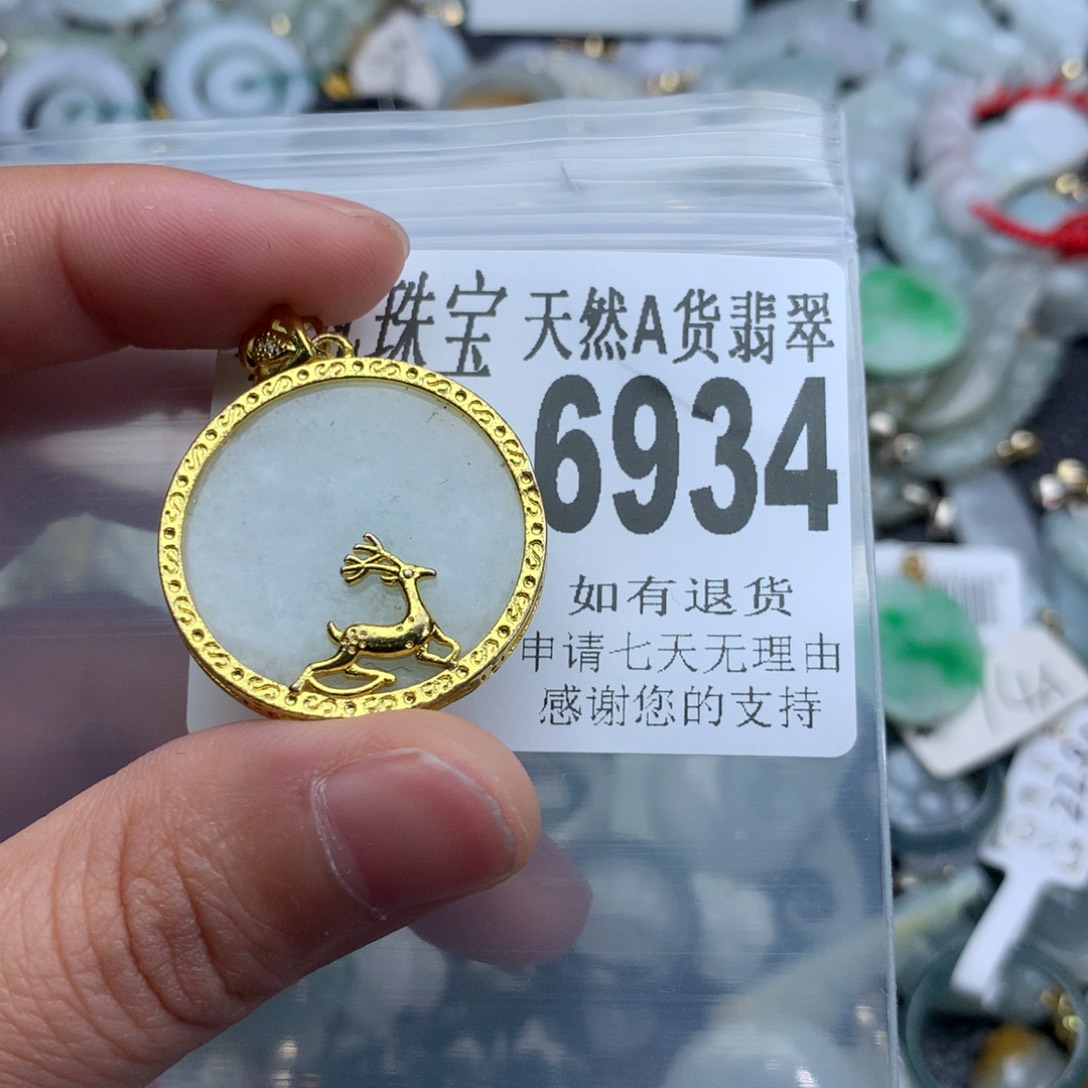 珠宝 天然A货翡翠
6934
如有退货
申请七天无理由
感谢您的支持